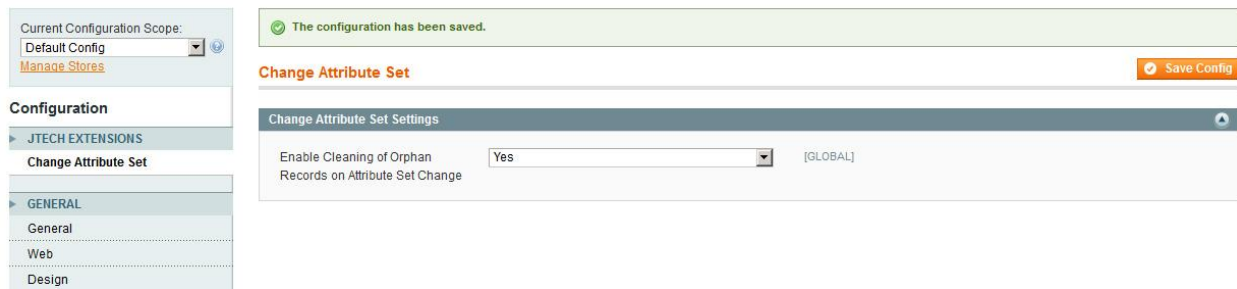 Current Configuration Scope:
Default Config
Manage Stores
Configuration
JTECH EXTENSIONS
Change Attribute Set
GENERAL
General
Web
Design
The configuration has been saved.
Change Attribute Set
Save Config
Change Attribute Set Settings
Enable Cleaning of Orphan
Records on Attribute Set Change
Yes
[GLOBAL]